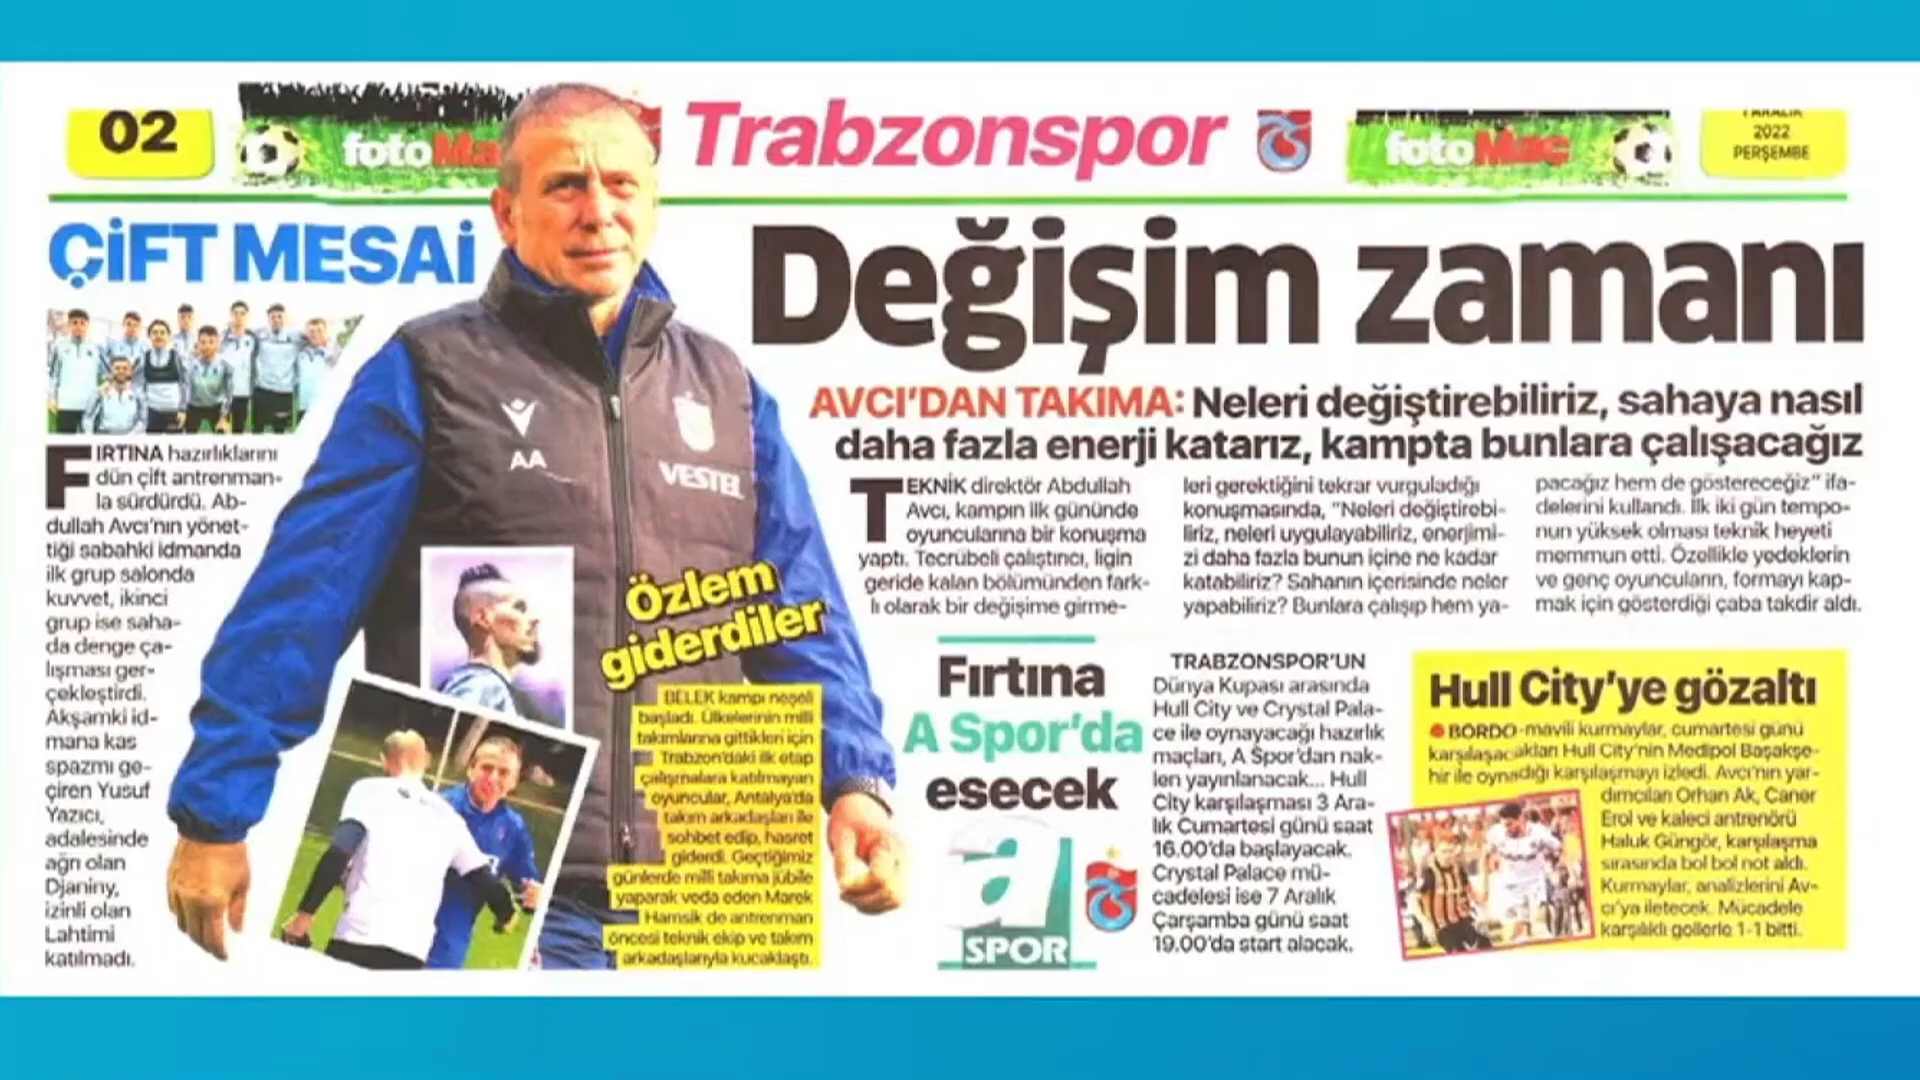 02
fotoMa
Trabzonspor
fotoMaç
2022
PERŞEMBE
ÇİFT MESAİ
FIRTINA hazırlıklarını
dün çift antrenman-
la sürdürdü. Ab-
dullah Avcı'nın yönet-
tiği sabahki idmanda
ilk grup salonda
kuvvet, ikinci
grup ise saha-
da denge ça-
lışması ger-
çekleştirdi.
Akşamki id-
mana kas
spazmı ge-
çiren Yusuf
Yazıcı,
adalesinde
ağrı olan
Djaniny,
izinli olan
Lahtimi
katılmadı.
AA
VESTEL
Özlem
giderdiler
BELEK kampı neşeli
başladı. Ülkelerinin milli
takımlarına gittikleri için
Trabzon'daki ilk etap
çalışmalara katılmayan
oyuncular, Antalya'da
takım arkadaşları ile
sohbet edip, hasret
giderdi. Geçtiğimiz
günlerde milli takıma jübile
yaparak veda eden Marek
Hamsik de antrenman
öncesi teknik ekip ve takım
arkadaşlarıyla kucaklaştı.
Değişim zamanı
AVCI'DAN TAKIMA: Neleri değiştirebiliriz, sahaya nasıl
daha fazla enerji katarız, kampta bunlara çalışacağız
TEKNİK direktör Abdullah
Avcı, kampın ilk gününde
oyuncularına bir konuşma
yaptı. Tecrübeli çalıştırıcı, ligin
geride kalan bölümünden fark-
lı olarak bir değişime girme-
leri gerektiğini tekrar vurguladığı
konuşmasında, "Neleri değiştirebi-
liriz, neleri uygulayabiliriz, enerjimi-
zi daha fazla bunun içine ne kadar
katabiliriz? Sahanın içerisinde neler
yapabiliriz? Bunlara çalışıp hem ya-
pacağız hem de göstereceğiz" ifa-
delerini kullandı. İlk iki gün tempo-
nun yüksek olması teknik heyeti
memnun etti. Özellikle yedeklerin
ve genç oyuncuların, formayı kap-
mak için gösterdiği çaba takdir aldı.
Fırtına
A Spor'da
esecek
a
SPOR
TRABZONSPOR'UN
Dünya Kupası arasında
Hull City ve Crystal Pala-
ce ile oynayacağı hazırlık
maçları, A Spor'dan nak-
len yayınlanacak... Hull
City karşılaşması 3 Ara-
lık Cumartesi günü saat
16.00'da başlayacak.
Crystal Palace mü-
cadelesi ise 7 Aralık
Çarşamba günü saat
19.00'da start alacak.
Hull City'ye gözaltı
BORDO-mavili kurmaylar, cumartesi günü
karşılaşacakları Hull City'nin Medipol Başakşe-
hir ile oynadığı karşılaşmayı izledi. Avcı'nın yar-
dımcıları Orhan Ak, Caner
Erol ve kaleci antrenörü
Haluk Güngör, karşılaşma
sırasında bol bol not aldı.
Kurmaylar, analizlerini Av-
cı'ya iletecek. Mücadele
karşılıklı gollerle 1-1 bitti.